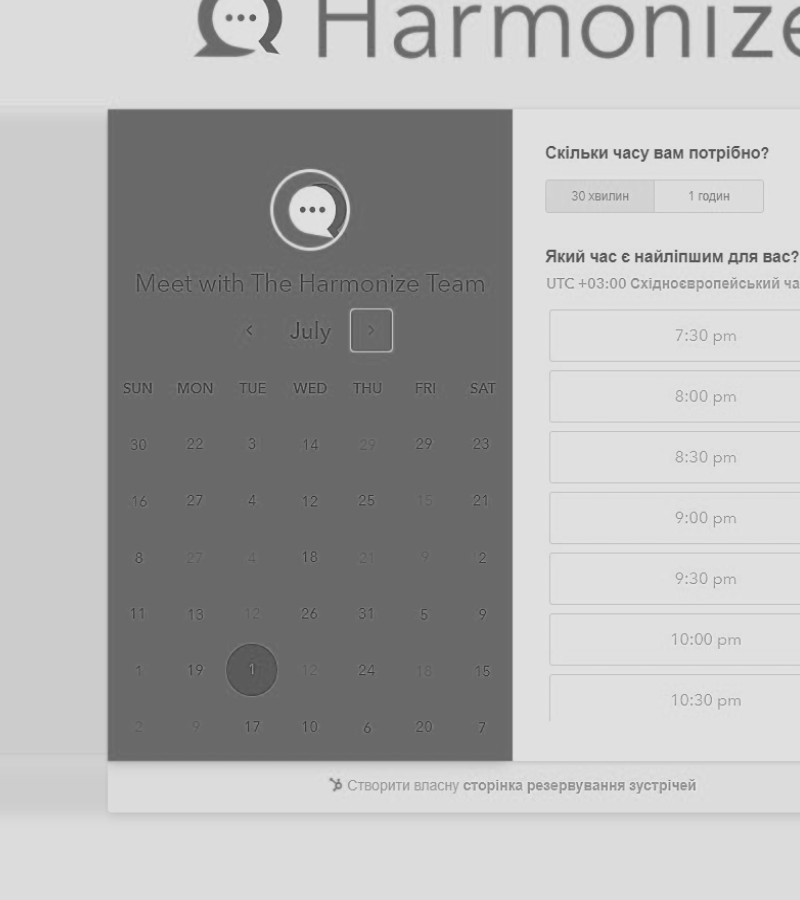 Harmonize
Meet with The Harmonize Team
July
SUN MON TUE WED THU FRI SAT
30 22 3 14 29 29 23
16 27 4 12 25 15 21
8 27 4 18 21 9 2
11 13 12 26 31 5 9
1 19 1 12 24 18 15
2 9 17 10 6 20 7
Скільки часу вам потрібно?
30 хвилин 1 годин
Який час є найліпшим для вас?
UTC +03:00 Східноєвропейський ча
7:30 pm
8:00 pm
8:30 pm
9:00 pm
9:30 pm
10:00 pm
10:30 pm
Створити власну сторінка резервування зустрічей